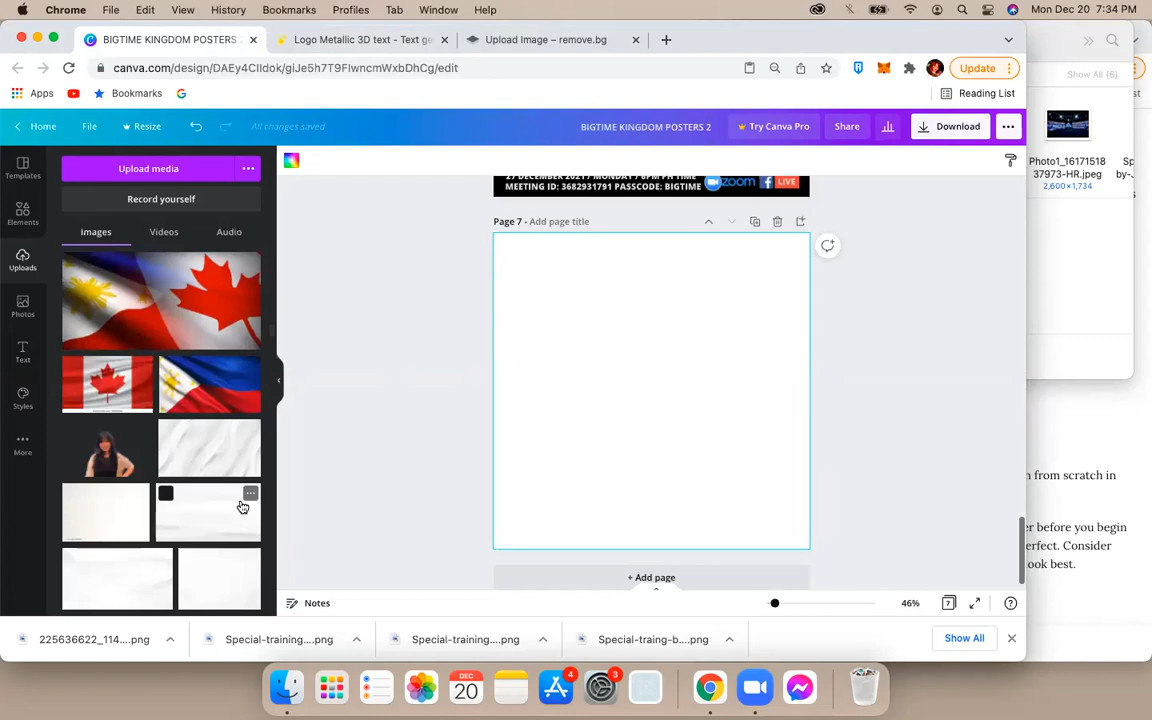 Chrome File Edit View History Bookmarks Profiles Tab Window Help Mon Dec 20 7:34 PM
BIGTIME KINGDOM POSTERS
Logo Metallic 3D text - Text ge
Upload Image – remove.bg
canva.com/design/DAEy4CIIdok/giJe5h7T9FIwncmWxbDhCg/edit
Update
Apps
Bookmarks
Reading List
Show All (6)
Home
File
Resize
All changes saved
BIGTIME KINGDOM POSTERS 2
Try Canva Pro
Share
Download
Templates
Elements
Uploads
Photos
Text
Styles
More
Upload media
Record yourself
Images
Videos
Audio
27 DECEMBER 2021 / MONDAY / 6PM PH TIME
MEETING ID: 3682931791 PASSCODE: BIGTIME
zoom
LIVE
Page 7 - Add page title
+ Add page
Notes
46%
7
Photo1_16171518
37973-HR.jpeg
2,600×1,734
Sp
by-J
s
n from scratch in
er before you begin
erfect. Consider
ook best.
225636622_114....png
Special-training....png
Special-training....png
Special-traing-b....png
Show All
DEC
20
4
3